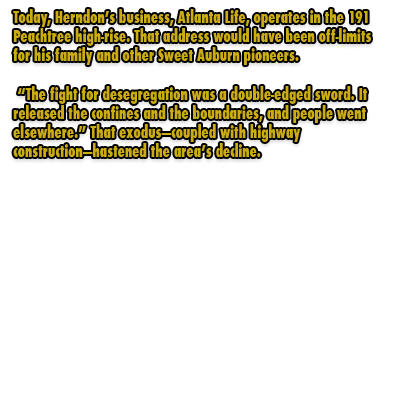 Today, Herndon's business, Atlanta Life, operates in the 191
Peachtree high-rise. That address would have been off-limits
for his family and other Sweet Auburn pioneers.
“The fight for desegregation was a double-edged sword. It
released the confines and the boundaries, and people went
elsewhere.” That exodus—coupled with highway
construction—hastened the area's decline.